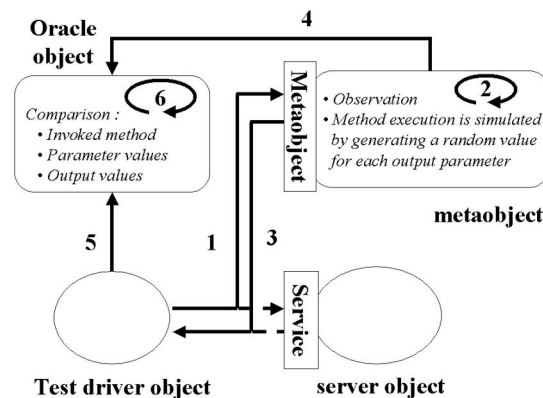 4
Oracle
object
6
Comparison :
• Invoked method
• Parameter values
• Output values
Metaobject
2
• Observation
• Method execution is simulated
by generating a random value
for each output parameter
metaobject
5
1
3
Service
Test driver object
server object